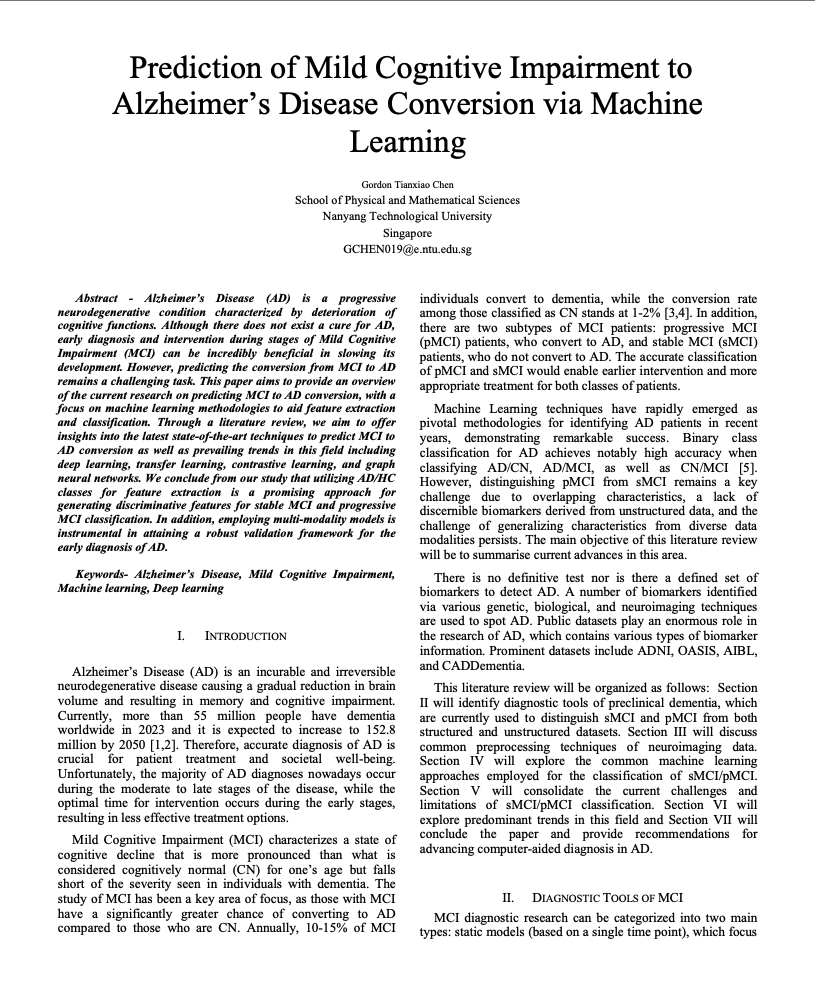 Prediction of Mild Cognitive Impairment to
Alzheimer's Disease Conversion via Machine
Learning
Gordon Tianxiao Chen
School of Physical and Mathematical Sciences
Nanyang Technological University
Singapore
GCHEN019@e.ntu.edu.sg
Abstract - Alzheimer's Disease (AD) is a progressive
neurodegenerative condition characterized by deterioration of
cognitive functions. Although there does not exist a cure for AD,
early diagnosis and intervention during stages of Mild Cognitive
Impairment (MCI) can be incredibly beneficial in slowing its
development. However, predicting the conversion from MCI to AD
remains a challenging task. This paper aims to provide an overview
of the current research on predicting MCI to AD conversion, with a
focus on machine learning methodologies to aid feature extraction
and classification. Through a literature review, we aim to offer
insights into the latest state-of-the-art techniques to predict MCI to
AD conversion as well as prevailing trends in this field including
deep learning, transfer learning, contrastive learning, and graph
neural networks. We conclude from our study that utilizing AD/HC
classes for feature extraction is a promising approach for
generating discriminative features for stable MCI and progressive
MCI classification. In addition, employing multi-modality models is
instrumental in attaining a robust validation framework for the
early diagnosis of AD.
Keywords- Alzheimer's Disease, Mild Cognitive Impairment,
Machine learning, Deep learning
I. INTRODUCTION
Alzheimer's Disease (AD) is an incurable and irreversible
neurodegenerative disease causing a gradual reduction in brain
volume and resulting in memory and cognitive impairment.
Currently, more than 55 million people have dementia
worldwide in 2023 and it is expected to increase to 152.8
million by 2050 [1,2]. Therefore, accurate diagnosis of AD is
crucial for patient treatment and societal well-being.
Unfortunately, the majority of AD diagnoses nowadays occur
during the moderate to late stages of the disease, while the
optimal time for intervention occurs during the early stages,
resulting in less effective treatment options.
Mild Cognitive Impairment (MCI) characterizes a state of
cognitive decline that is more pronounced than what is
considered cognitively normal (CN) for one's age but falls
short of the severity seen in individuals with dementia. The
study of MCI has been a key area of focus, as those with MCI
have a significantly greater chance of converting to AD
compared to those who are CN. Annually, 10-15% of MCI
individuals convert to dementia, while the conversion rate
among those classified as CN stands at 1-2% [3,4]. In addition,
there are two subtypes of MCI patients: progressive MCI
(pMCI) patients, who convert to AD, and stable MCI (sMCI)
patients, who do not convert to AD. The accurate classification
of pMCI and sMCI would enable earlier intervention and more
appropriate treatment for both classes of patients.
Machine Learning techniques have rapidly emerged as
pivotal methodologies for identifying AD patients in recent
years, demonstrating remarkable success. Binary class
classification for AD achieves notably high accuracy when
classifying AD/CN, AD/MCI, as well as CN/MCI [5].
However, distinguishing pMCI from sMCI remains a key
challenge due to overlapping characteristics, a lack of
discernible biomarkers derived from unstructured data, and the
challenge of generalizing characteristics from diverse data
modalities persists. The main objective of this literature review
will be to summarise current advances in this area.
There is no definitive test nor is there a defined set of
biomarkers to detect AD. A number of biomarkers identified
via various genetic, biological, and neuroimaging techniques
are used to spot AD. Public datasets play an enormous role in
the research of AD, which contains various types of biomarker
information. Prominent datasets include ADNI, OASIS, AIBL,
and CADDementia.
This literature review will be organized as follows: Section
II will identify diagnostic tools of preclinical dementia, which
are currently used to distinguish sMCI and pMCI from both
structured and unstructured datasets. Section III will discuss
common preprocessing techniques of neuroimaging data.
Section IV will explore the common machine learning
approaches employed for the classification of sMCI/pMCI.
Section V will consolidate the current challenges and
limitations of sMCI/pMCI classification. Section VI will
explore predominant trends in this field and Section VII will
conclude the paper and provide recommendations for
advancing computer-aided diagnosis in AD.
II. DIAGNOSTIC TOOLS OF MCI
MCI diagnostic research can be categorized into two main
types: static models (based on a single time point), which focus